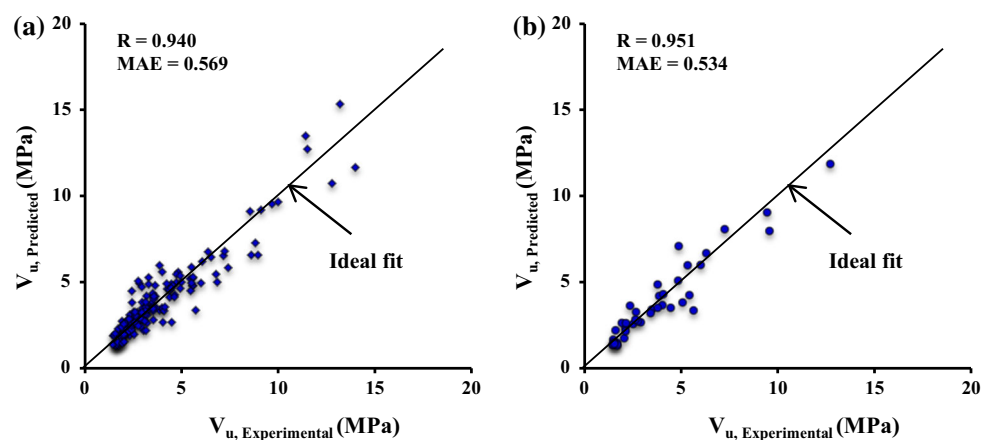 (a)
R = 0.940
MAE = 0.569
20
15
10
5
0
V u, Predicted (MPa)
Ideal fit
0 5 10 15 20
V u, Experimental (MPa)
(b)
R = 0.951
MAE = 0.534
20
15
10
5
0
V u, Predicted (MPa)
Ideal fit
0 5 10 15 20
V u, Experimental (MPa)